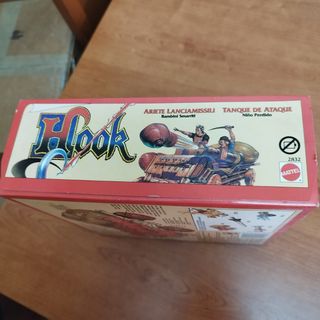 Hook
ARIETE LANCIAMISSILI
Bambini Smarriti
TANQUE DE ATAQUE
Niño Perdido
2832
MATTEL